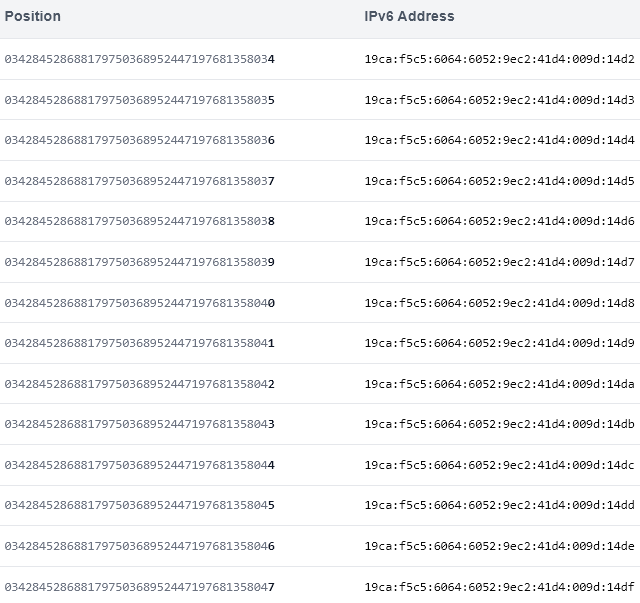 Position IPv6 Address
034284528688179750368952447197681358034 19ca:f5c5:6064:6052:9ec2:41d4:009d:14d2
034284528688179750368952447197681358035 19ca:f5c5:6064:6052:9ec2:41d4:009d:14d3
034284528688179750368952447197681358036 19ca:f5c5:6064:6052:9ec2:41d4:009d:14d4
034284528688179750368952447197681358037 19ca:f5c5:6064:6052:9ec2:41d4:009d:14d5
034284528688179750368952447197681358038 19ca:f5c5:6064:6052:9ec2:41d4:009d:14d6
034284528688179750368952447197681358039 19ca:f5c5:6064:6052:9ec2:41d4:009d:14d7
034284528688179750368952447197681358040 19ca:f5c5:6064:6052:9ec2:41d4:009d:14d8
034284528688179750368952447197681358041 19ca:f5c5:6064:6052:9ec2:41d4:009d:14d9
034284528688179750368952447197681358042 19ca:f5c5:6064:6052:9ec2:41d4:009d:14da
034284528688179750368952447197681358043 19ca:f5c5:6064:6052:9ec2:41d4:009d:14db
034284528688179750368952447197681358044 19ca:f5c5:6064:6052:9ec2:41d4:009d:14dc
034284528688179750368952447197681358045 19ca:f5c5:6064:6052:9ec2:41d4:009d:14dd
034284528688179750368952447197681358046 19ca:f5c5:6064:6052:9ec2:41d4:009d:14de
034284528688179750368952447197681358047 19ca:f5c5:6064:6052:9ec2:41d4:009d:14df